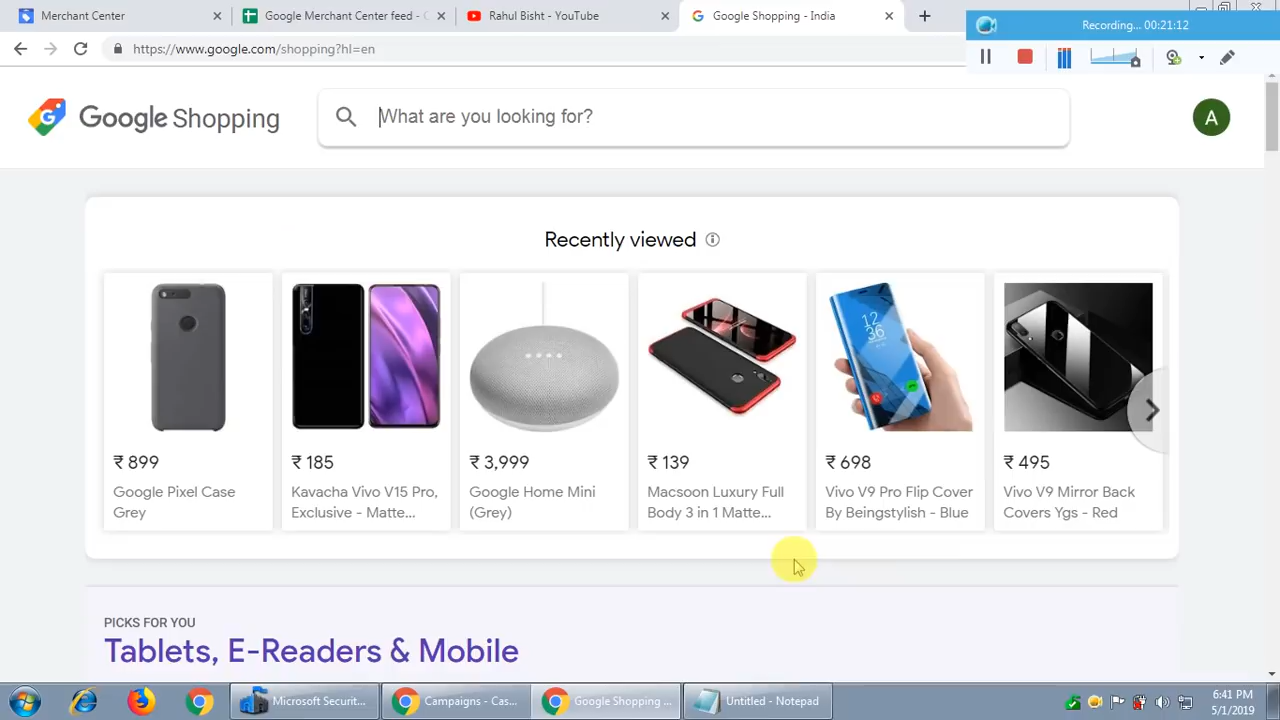 Merchant Center
Google Merchant Center feed - G
Rahul Bisht - YouTube
Google Shopping - India
Recording... 00:21:12
https://www.google.com/shopping?hl=en
Google Shopping
What are you looking for?
A
Recently viewed
₹ 899
Google Pixel Case
Grey
₹ 185
Kavacha Vivo V15 Pro,
Exclusive - Matte...
₹ 3,999
Google Home Mini
(Grey)
₹ 139
Macsoon Luxury Full
Body 3 in 1 Matte...
12
36
₹ 698
Vivo V9 Pro Flip Cover
By Beingstylish - Blue
₹ 495
Vivo V9 Mirror Back
Covers Ygs - Red
PICKS FOR YOU
Tablets, E-Readers & Mobile
Microsoft Securit...
Campaigns - Cas...
Google Shopping ...
Untitled - Notepad
6:41 PM
5/1/2019